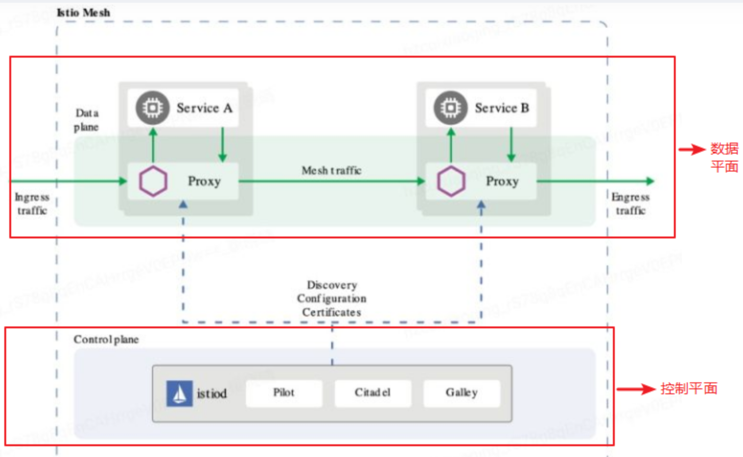 Istio Mesh
Service A
Service B
Data
plane
数据
平面
Proxy
Mesh traffic
Proxy
Ingress
traffic
Engress
traffic
Discovery
Configuration
Certificates
Control plane
istiod
Pilot
Citadel
Galley
控制平面